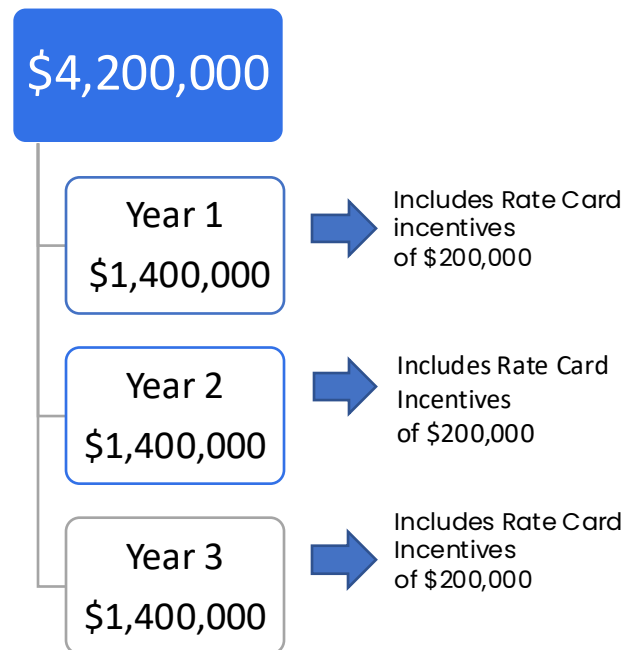 $4,200,000
Year 1
$1,400,000
Includes Rate Card
incentives
of $200,000
Year 2
$1,400,000
Includes Rate Card
Incentives
of $200,000
Year 3
$1,400,000
Includes Rate Card
Incentives
of $200,000